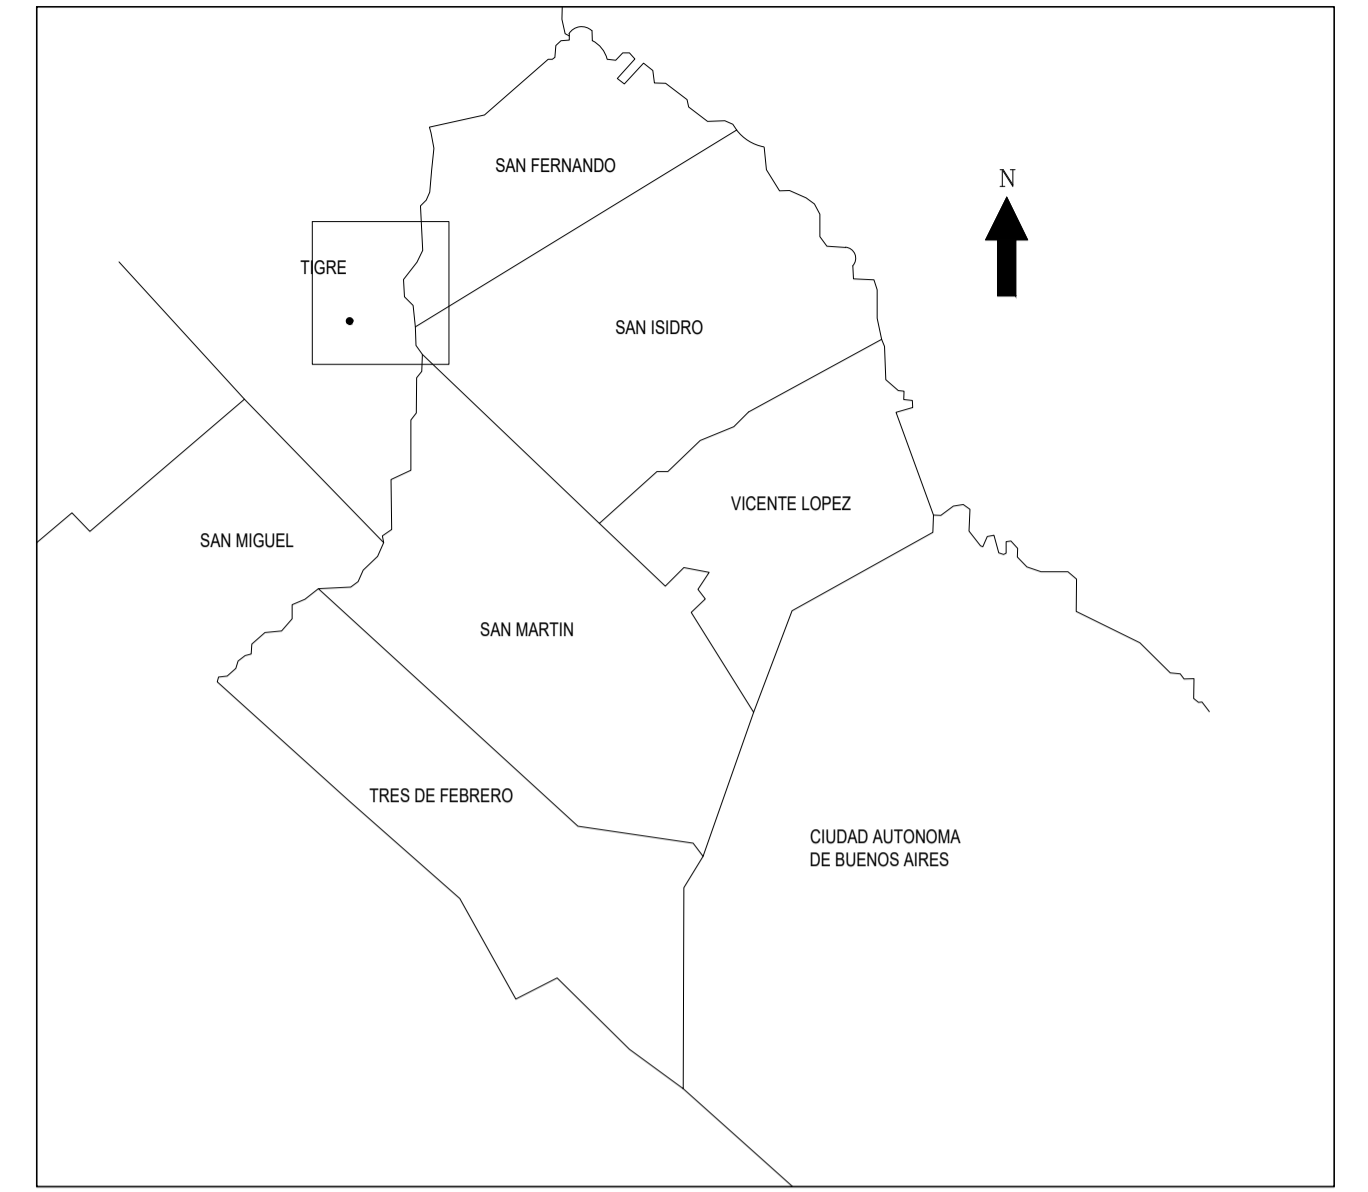 SAN FERNANDO
N
TIGRE
SAN ISIDRO
VICENTE LOPEZ
SAN MIGUEL
SAN MARTIN
TRES DE FEBRERO
CIUDAD AUTONOMA
DE BUENOS AIRES